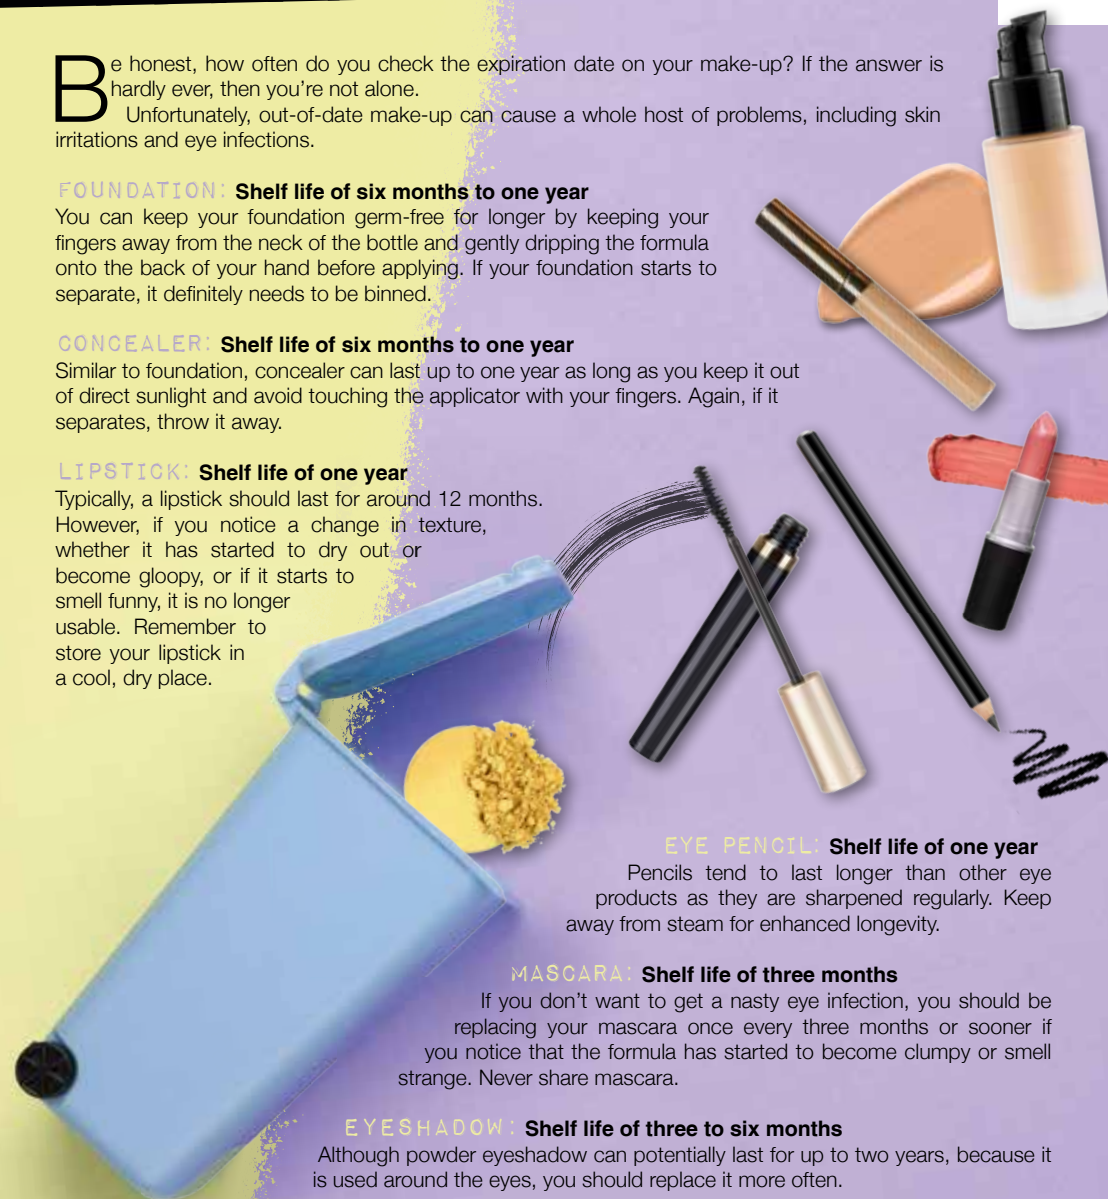 Be honest, how often do you check the expiration date on your make-up? If the answer is
hardly ever, then you're not alone.
Unfortunately, out-of-date make-up can cause a whole host of problems, including skin
irritations and eye infections.
FOUNDATION: Shelf life of six months to one year
You can keep your foundation germ-free for longer by keeping your
fingers away from the neck of the bottle and gently dripping the formula
onto the back of your hand before applying. If your foundation starts to
separate, it definitely needs to be binned.
CONCEALER: Shelf life of six months to one year
Similar to foundation, concealer can last up to one year as long as you keep it out
of direct sunlight and avoid touching the applicator with your fingers. Again, if it
separates, throw it away.
LIPSTICK: Shelf life of one year
Typically, a lipstick should last for around 12 months.
However, if you notice a change in texture,
whether it has started to dry out or
become gloopy, or if it starts to
smell funny, it is no longer
usable. Remember to
store your lipstick in
a cool, dry place.
EYE PENCIL: Shelf life of one year
Pencils tend to last longer than other eye
products as they are sharpened regularly. Keep
away from steam for enhanced longevity.
MASCARA: Shelf life of three months
If you don't want to get a nasty eye infection, you should be
replacing your mascara once every three months or sooner if
you notice that the formula has started to become clumpy or smell
strange. Never share mascara.
EYESHADOW: Shelf life of three to six months
Although powder eyeshadow can potentially last for up to two years, because it
is used around the eyes, you should replace it more often.